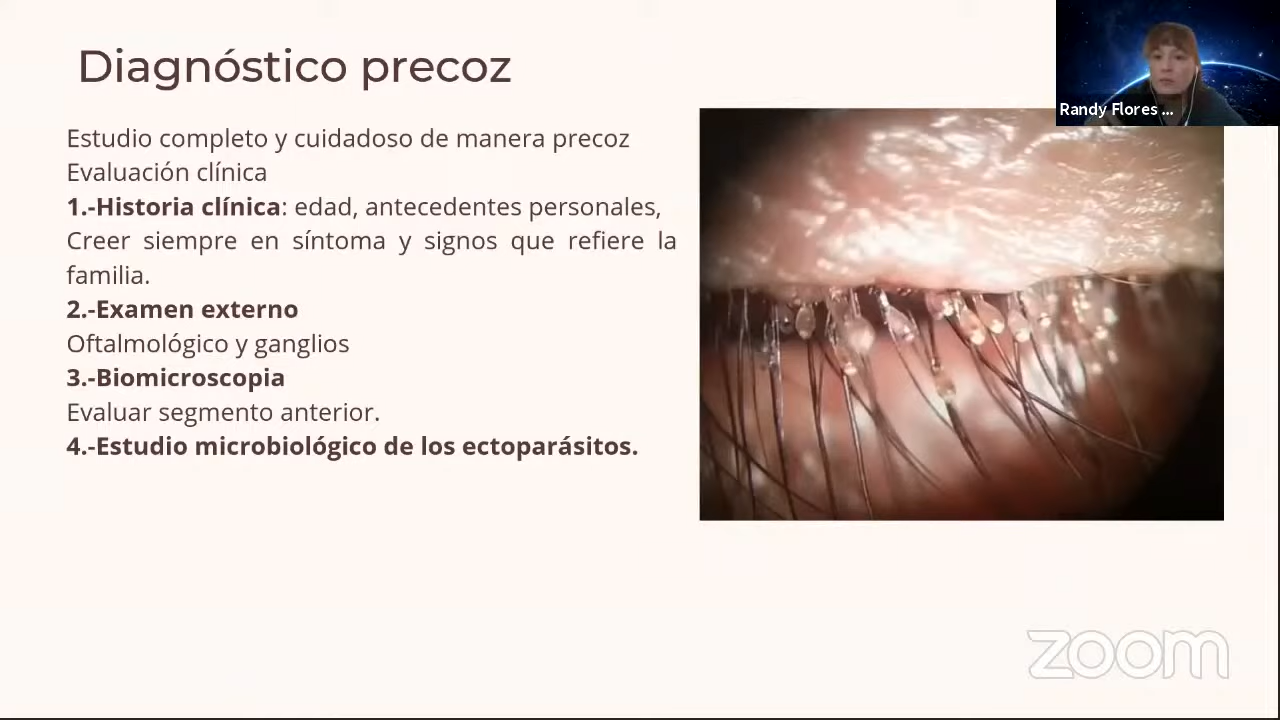 Diagnóstico precoz
Estudio completo y cuidadoso de manera precoz
Evaluación clínica
1.-Historia clínica: edad, antecedentes personales,
Creer siempre en síntoma y signos que refiere la
familia.
2.-Examen externo
Oftalmológico y ganglios
3.-Biomicroscopia
Evaluar segmento anterior.
4.-Estudio microbiológico de los ectoparásitos.
Randy Flores ...
zoom